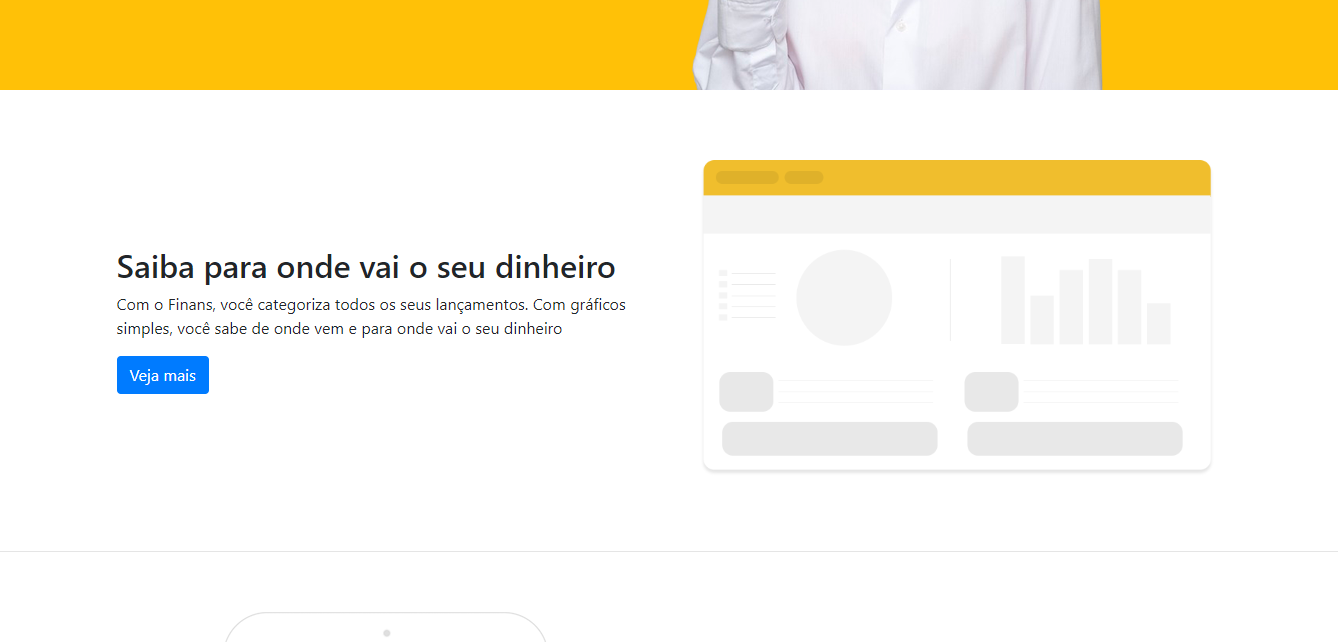 Saiba para onde vai o seu dinheiro
Com o Finans, você categoriza todos os seus lançamentos. Com gráficos
simples, você sabe de onde vem e para onde vai o seu dinheiro
Veja mais